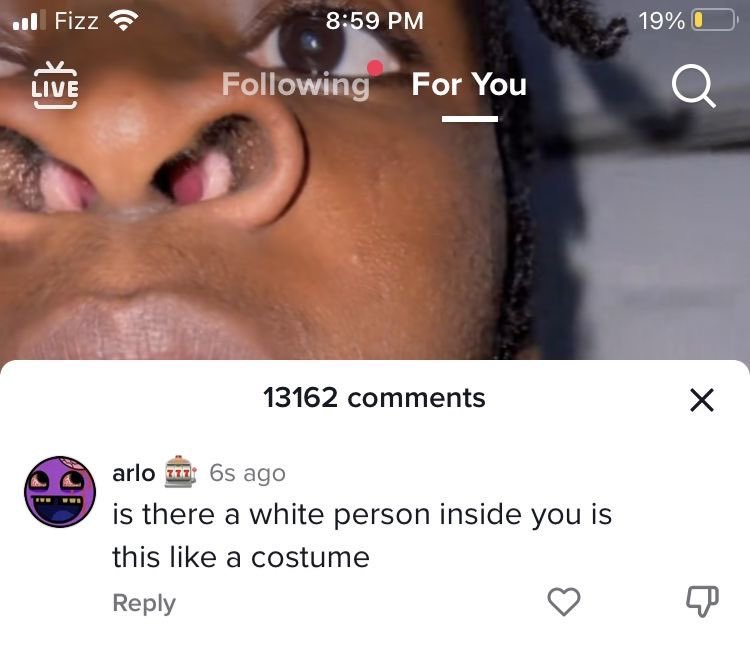 Fizz 8:59 PM 19%
LIVE Following For You
13162 comments
arlo 🎰 6s ago
is there a white person inside you is
this like a costume
Reply